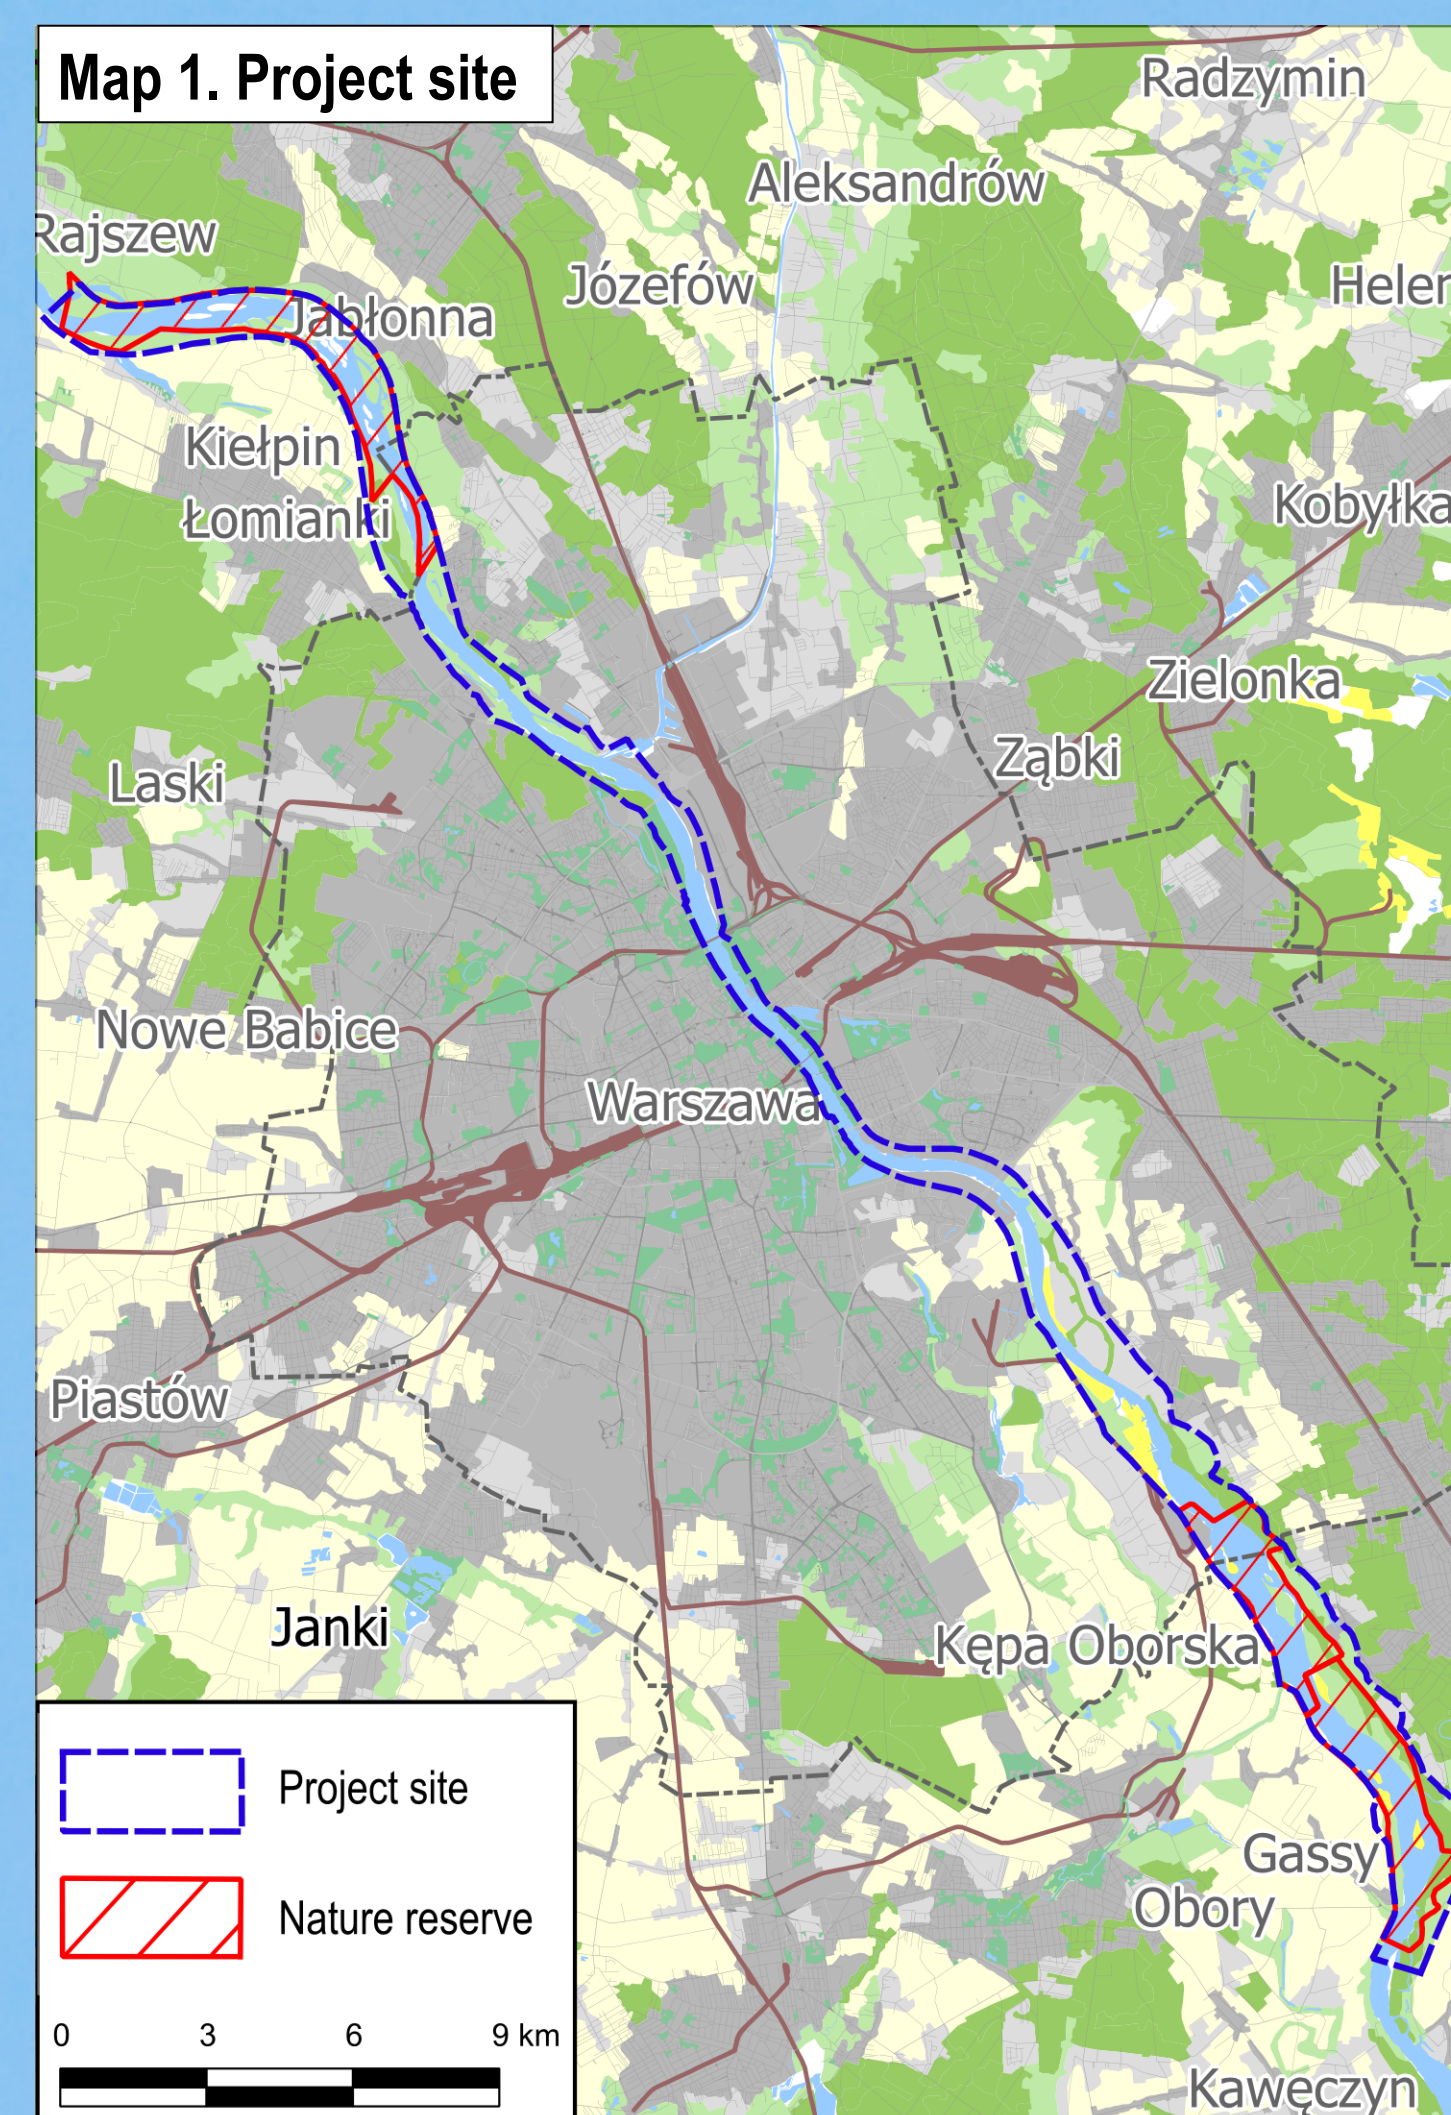 Map 1. Project site
Radzymin
Aleksandrów
Rajszew
Józefów
Helen
Jabłonna
Kiełpin
Łomianki
Kobyłka
Zielonka
Ząbki
Laski
Nowe Babice
Warszawa
Piastów
Janki
Kępa Oborska
Gassy
Obory
Kawęczyn
Project site
Nature reserve
0 3 6 9 km